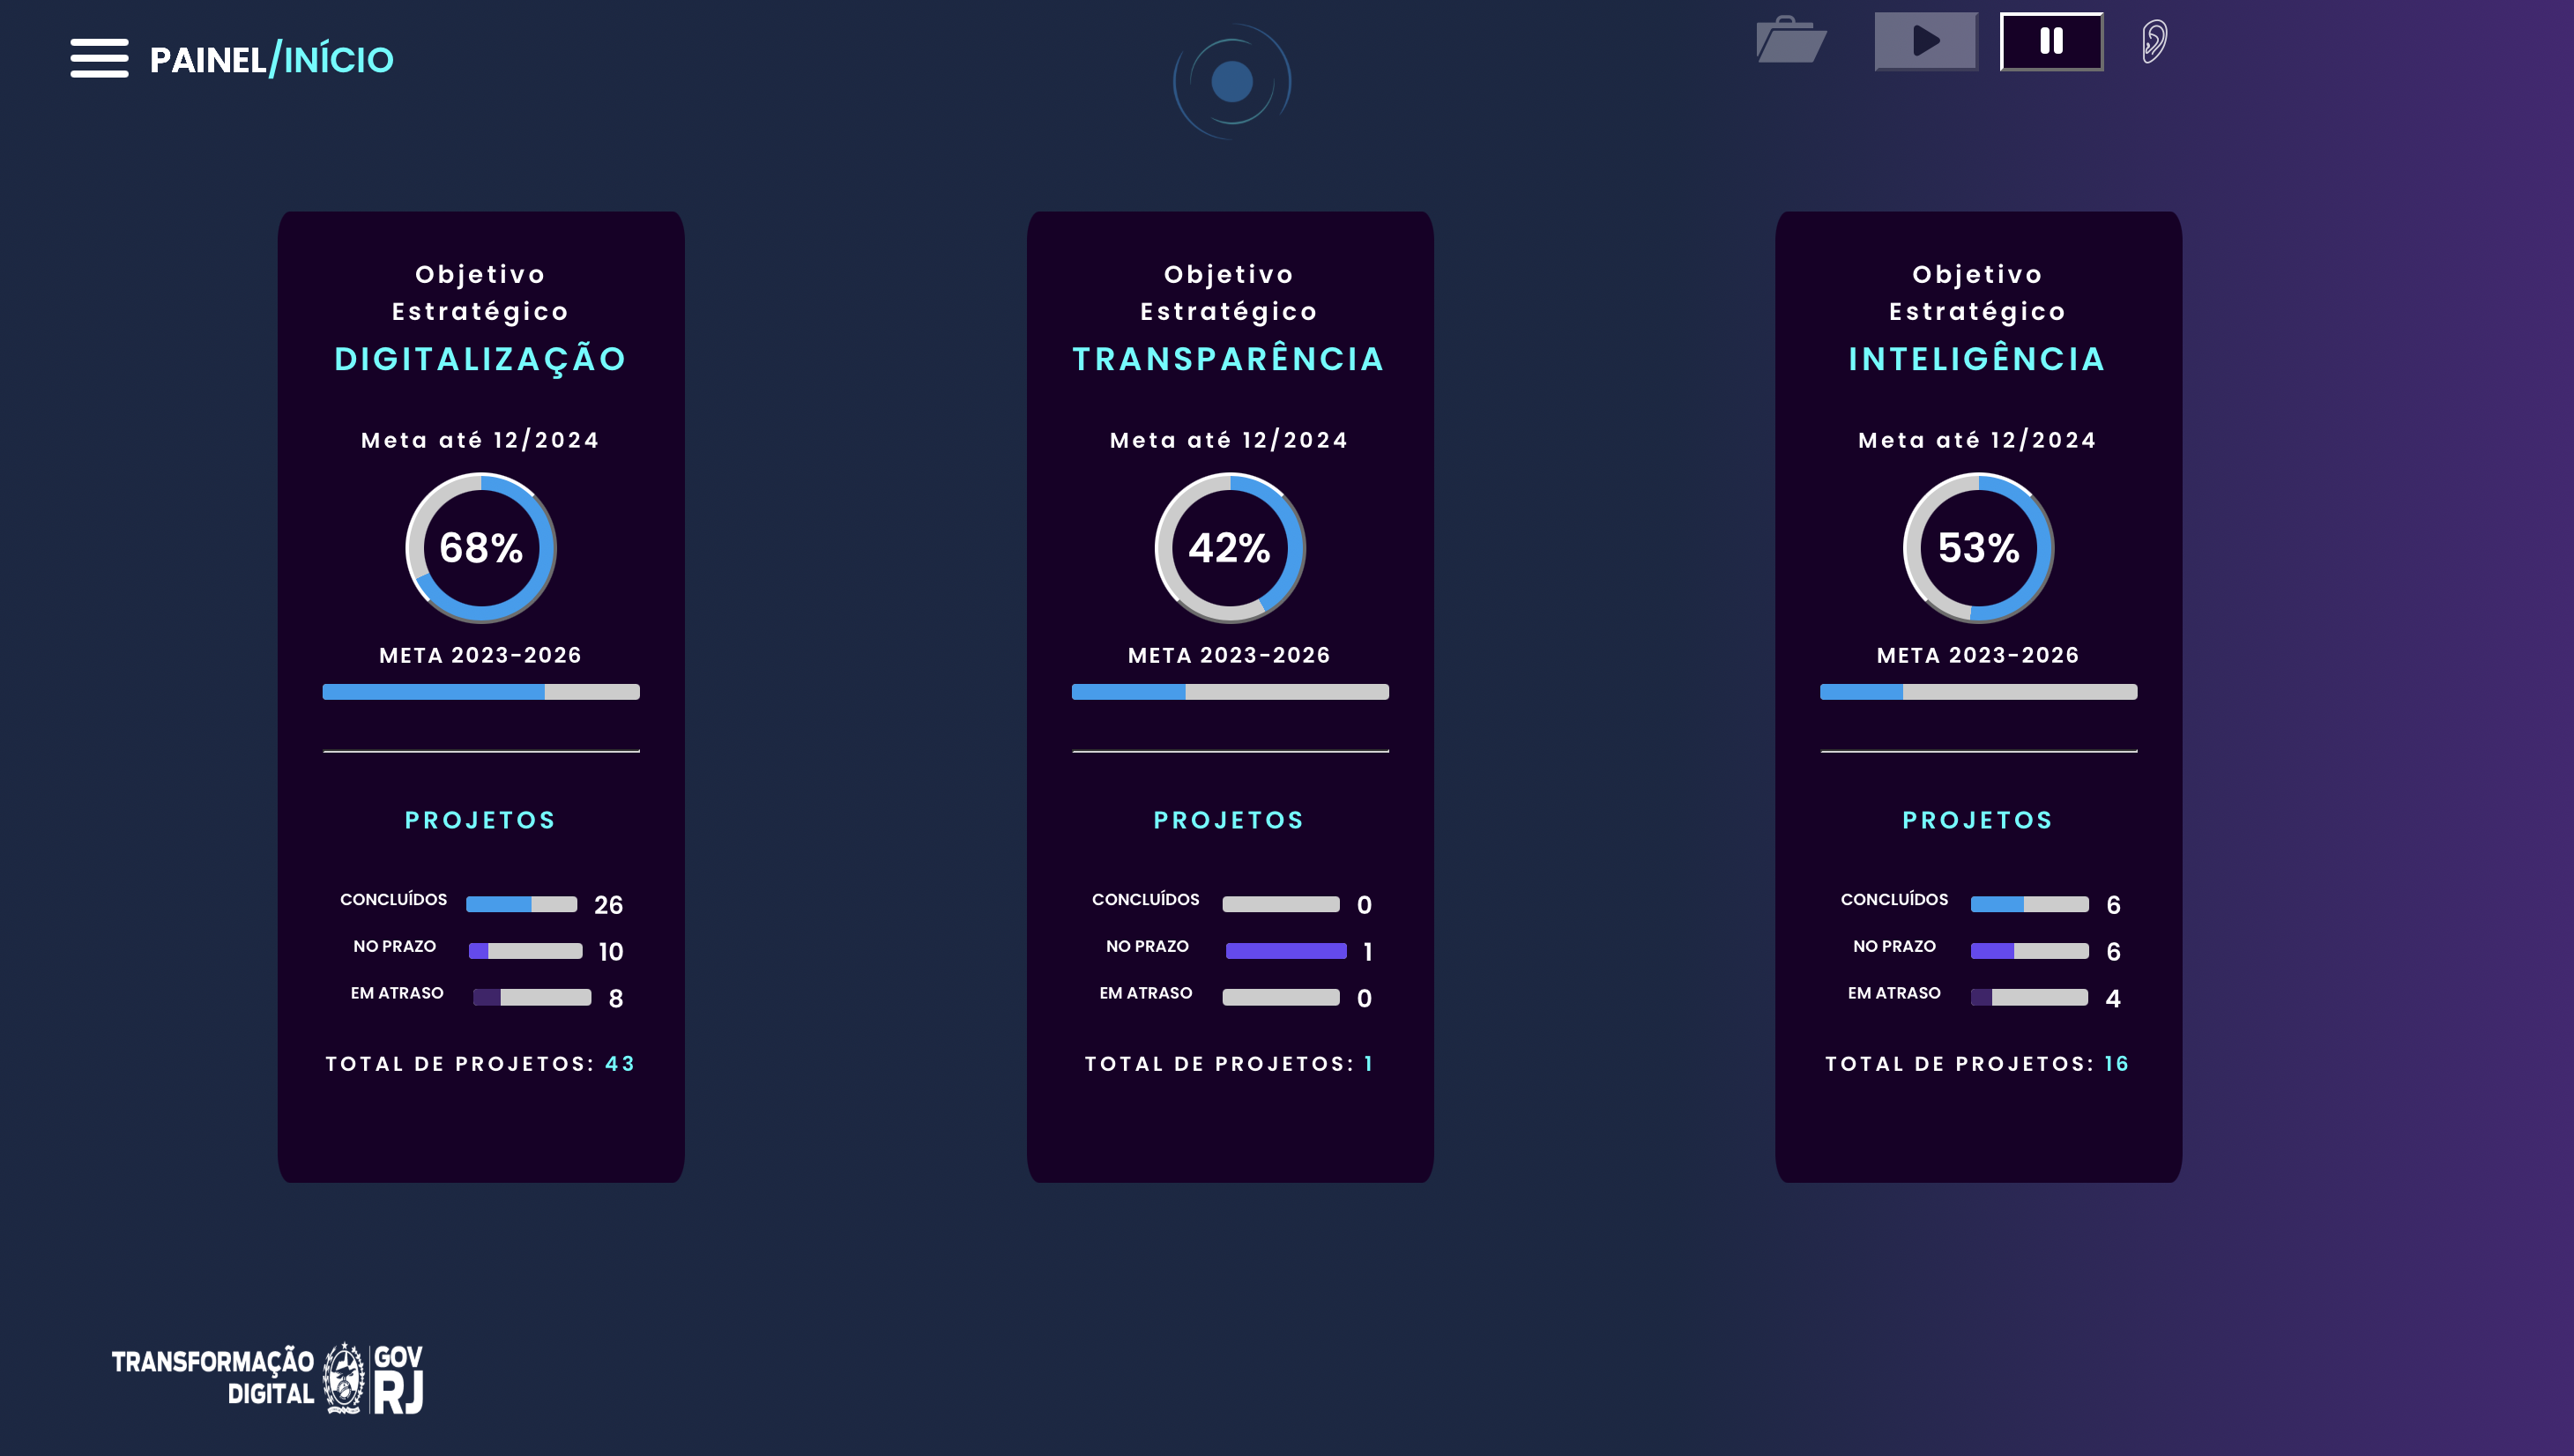 PAINEL/INÍCIO
Objetivo
Estratégico
DIGITALIZAÇÃO
Meta até 12/2024
68%
META 2023-2026
PROJETOS
CONCLUÍDOS 26
NO PRAZO 10
EM ATRASO 8
TOTAL DE PROJETOS: 43
Objetivo
Estratégico
TRANSPARÊNCIA
Meta até 12/2024
42%
META 2023-2026
PROJETOS
CONCLUÍDOS 0
NO PRAZO 1
EM ATRASO 0
TOTAL DE PROJETOS: 1
Objetivo
Estratégico
INTELIGÊNCIA
Meta até 12/2024
53%
META 2023-2026
PROJETOS
CONCLUÍDOS 6
NO PRAZO 6
EM ATRASO 4
TOTAL DE PROJETOS: 16
TRANSFORMAÇÃO
DIGITAL
GOV
RJ